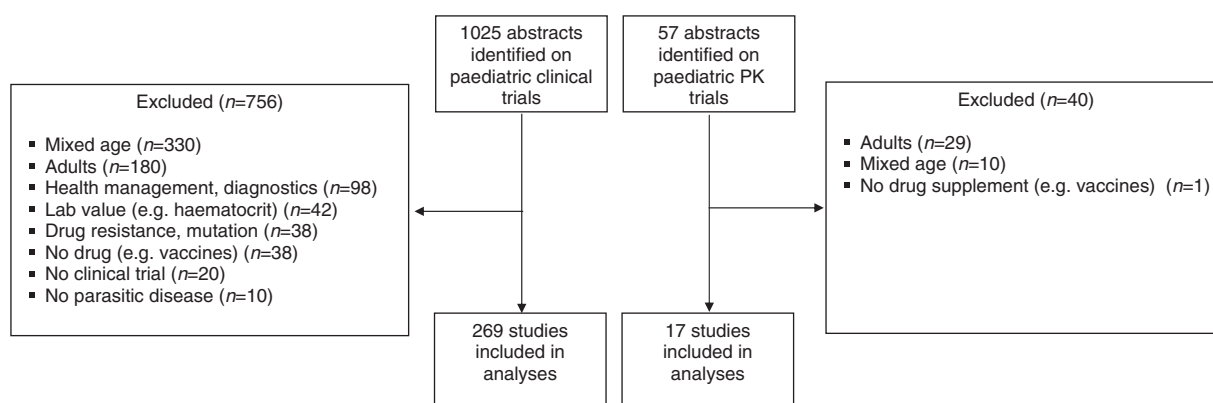 1025 abstracts
identified on
paediatric clinical
trials
57 abstracts
identified on
paediatric PK
trials
Excluded (n=756)
▪ Mixed age (n=330)
▪ Adults (n=180)
▪ Health management, diagnostics (n=98)
▪ Lab value (e.g. haematocrit) (n=42)
▪ Drug resistance, mutation (n=38)
▪ No drug (e.g. vaccines) (n=38)
▪ No clinical trial (n=20)
▪ No parasitic disease (n=10)
Excluded (n=40)
▪ Adults (n=29)
▪ Mixed age (n=10)
▪ No drug supplement (e.g. vaccines) (n=1)
269 studies
included in
analyses
17 studies
included in
analyses